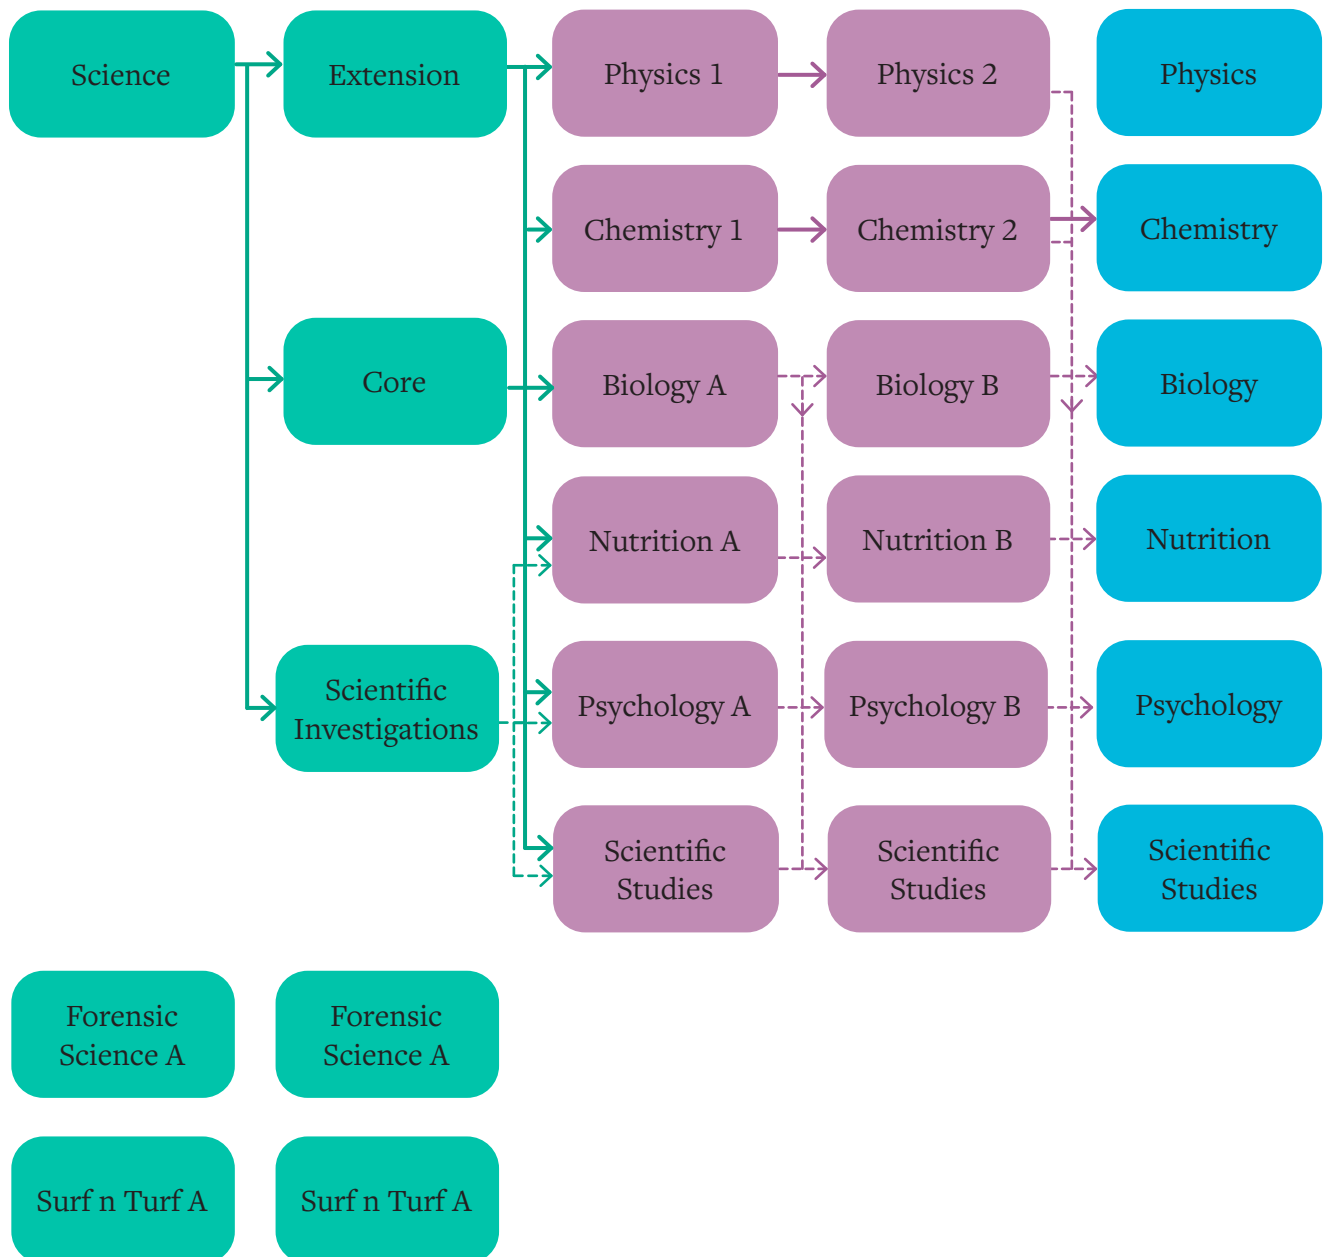 Science
Extension
Physics 1
Physics 2
Physics
Chemistry 1
Chemistry 2
Chemistry
Core
Biology A
Biology B
Biology
Nutrition A
Nutrition B
Nutrition
Scientific
Investigations
Psychology A
Psychology B
Psychology
Scientific
Studies
Scientific
Studies
Scientific
Studies
Forensic
Science A
Forensic
Science A
Surf n Turf A
Surf n Turf A